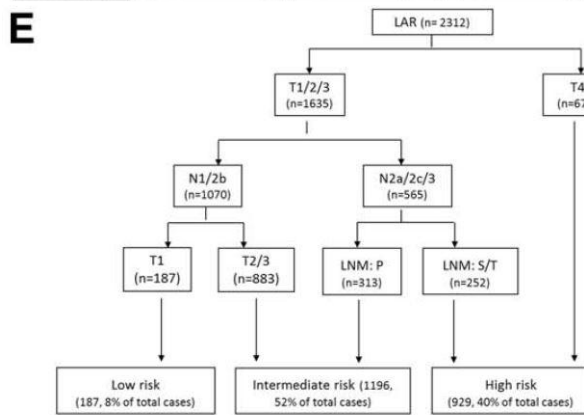 E
LAR (n= 2312)
T1/2/3
(n=1635)
T4
N1/2b
(n=1070)
N2a/2c/3
(n=565)
T1
(n=187)
T2/3
(n=883)
LNM: P
(n=313)
LNM: S/T
(n=252)
Low risk
(187, 8% of total cases)
Intermediate risk (1196,
52% of total cases)
High risk
(929, 40% of total cases)